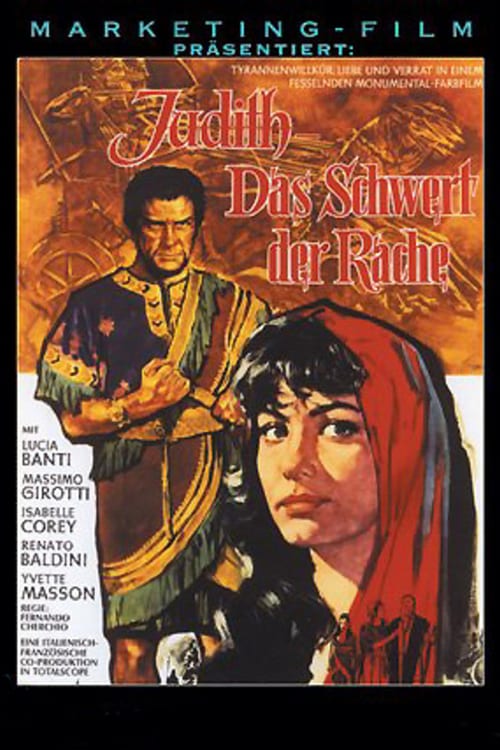 MARKETING-FILM
PRÄSENTIERT:
TYRANNENWILLKÜR, LIEBE UND VERRAT IN EINEM
FESSELNDEN MONUMENTAL-FARBFILM
Judith-
Das Schwert
der Rache
MIT
LUCIA
BANTI
MASSIMO
GIROTTI
ISABELLE
COREY
RENATO
BALDINI
YVETTE
MASSON
REGIE:
FERNANDO
CHERCHIO
EINE ITALIENISCH-
FRANZÖSISCHE
CO-PRODUKTION
IN TOTALSCOPE